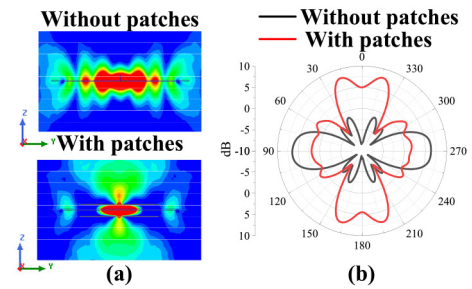 Without patches
Z
Y
With patches
Z
Y
(a)
Without patches
With patches
dB
10
5
0
-5
-10
-5
0
5
10
0
330
300
270
240
210
180
150
120
90
60
30
(b)